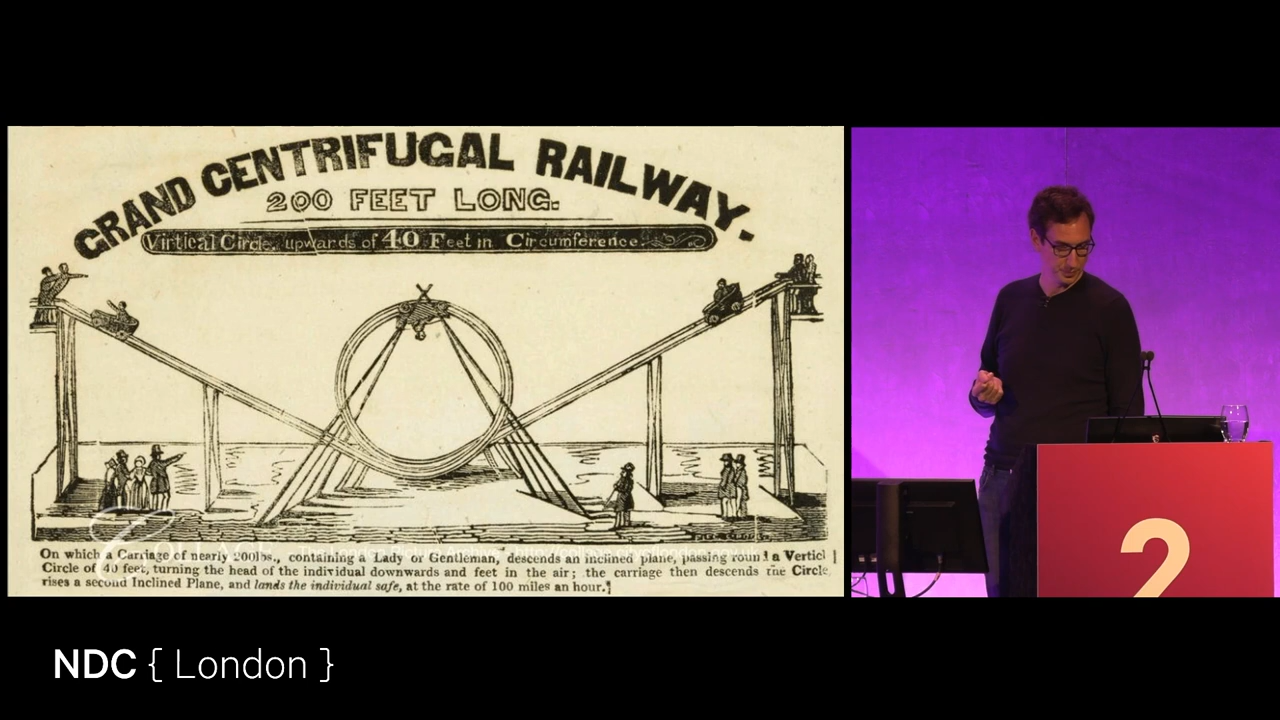 GRAND CENTRIFUGAL RAILWAY.
200 FEET LONG.
Virtical Circle, upwards of 40 Feet in Circumference.
On which a Carriage of nearly 200lbs., containing a Lady or Gentleman, descends an inclined plane, passing round a Vertical
Circle of 40 feet, turning the head of the individual downwards and feet in the air; the carriage then descends the Circle,
rises a second Inclined Plane, and lands the individual safe, at the rate of 100 miles an hour.
2
NDC { London }